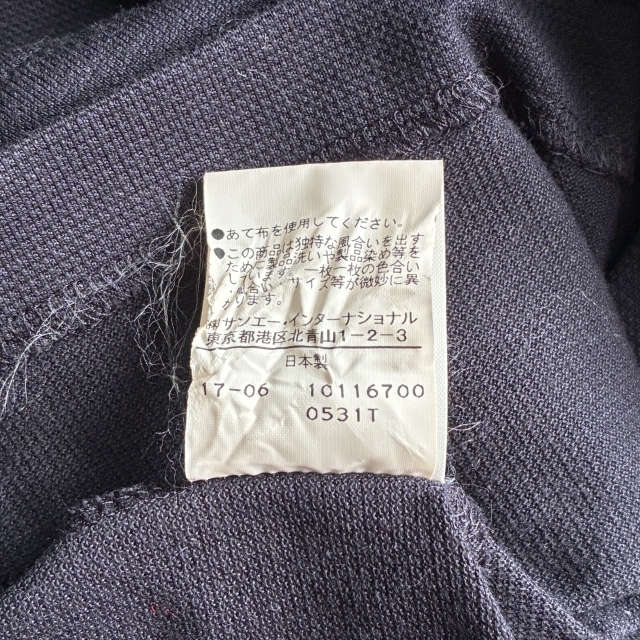 ●あて布を使用してください。
●この商品は独特な風合いを出す
ため、製品洗いや製品染め等を
しています。一枚一枚の色合い
・風合い・サイズ等が微妙に異
なります。
㈱サンエー・インターナショナル
東京都港区北青山1-2-3
日本製
17-06 10116700
0531T